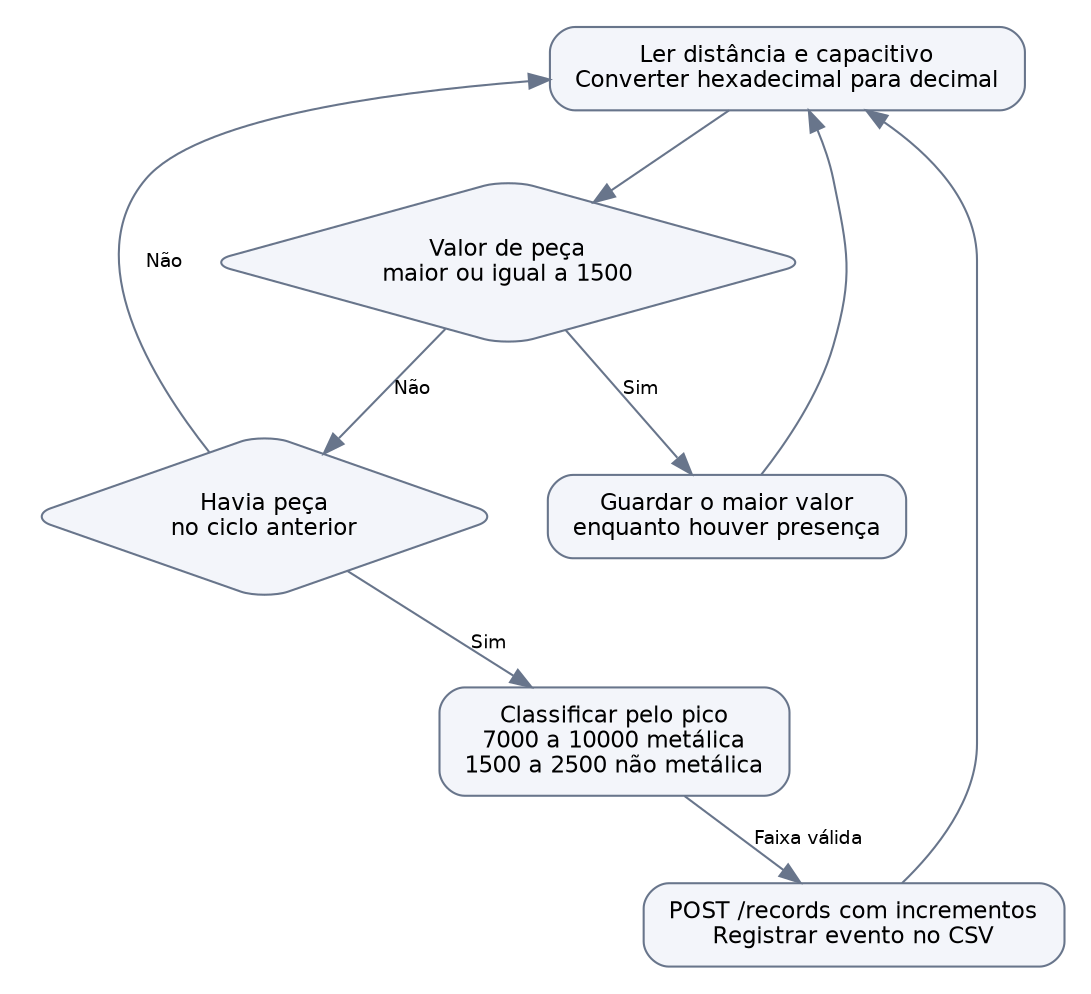 Ler distância e capacitivo
Converter hexadecimal para decimal
Não
Valor de peça
maior ou igual a 1500
Não
Sim
Havia peça
no ciclo anterior
Guardar o maior valor
enquanto houver presença
Sim
Classificar pelo pico
7000 a 10000 metálica
1500 a 2500 não metálica
Faixa válida
POST /records com incrementos
Registrar evento no CSV